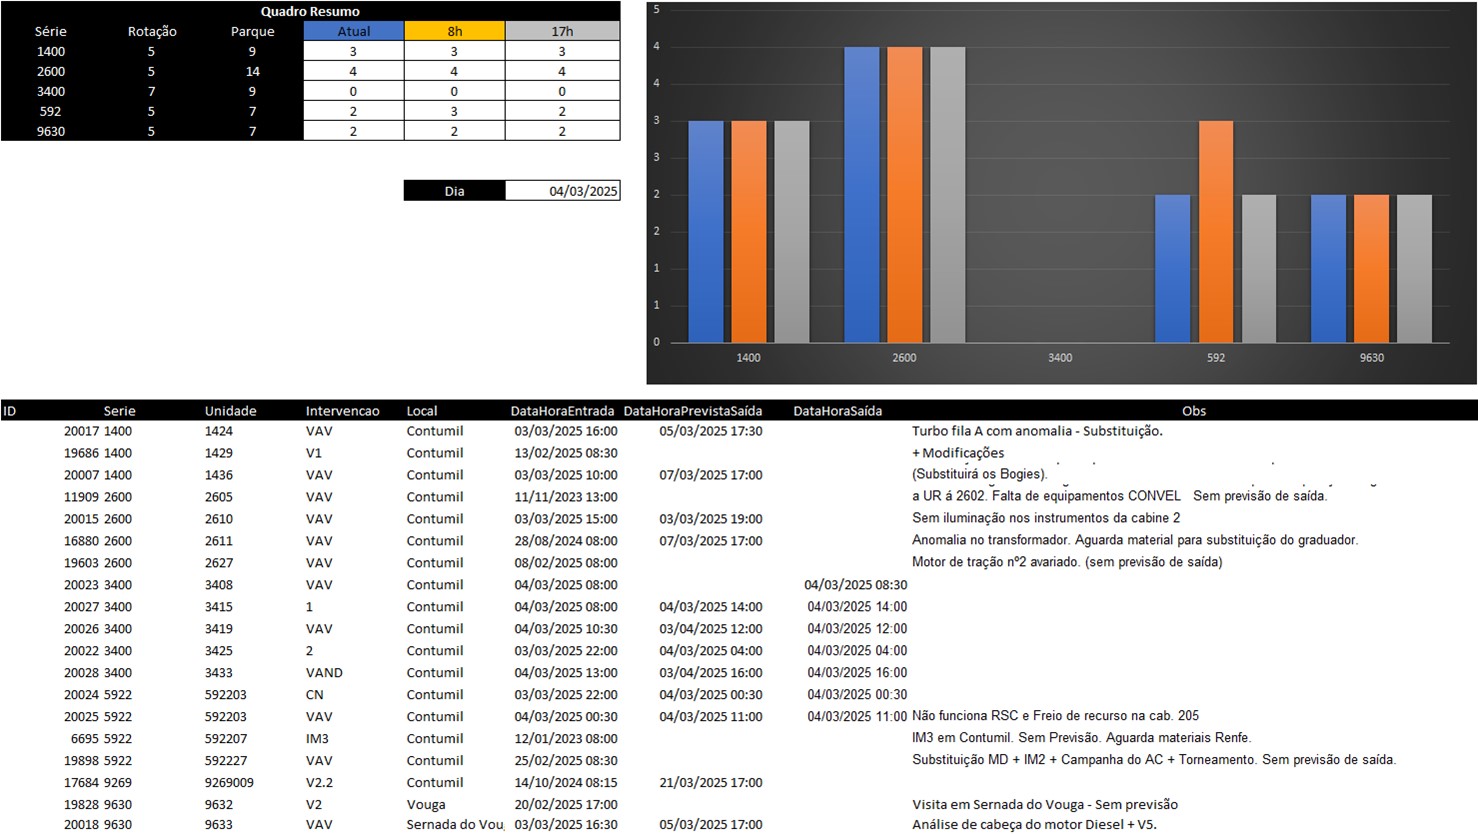 Quadro Resumo
Série Rotação Parque Atual 8h 17h
1400 5 9 3 3 3
2600 5 14 4 4 4
3400 7 9 0 0 0
592 5 7 2 3 2
9630 5 7 2 2 2
Dia 04/03/2025
5
4
4
3
3
2
2
1
1
0
1400 2600 3400 592 9630
ID Serie Unidade Intervencao Local DataHoraEntrada DataHoraPrevistaSaída DataHoraSaída Obs
20017 1400 1424 VAV Contumil 03/03/2025 16:00 05/03/2025 17:30 Turbo fila A com anomalia - Substituição.
19686 1400 1429 V1 Contumil 13/02/2025 08:30 + Modificações
20007 1400 1436 VAV Contumil 03/03/2025 10:00 07/03/2025 17:00 (Substituirá os Bogies).
11909 2600 2605 VAV Contumil 11/11/2023 13:00 a UR á 2602. Falta de equipamentos CONVEL Sem previsão de saída.
20015 2600 2610 VAV Contumil 03/03/2025 15:00 03/03/2025 19:00 Sem iluminação nos instrumentos da cabine 2
16880 2600 2611 VAV Contumil 28/08/2024 08:00 07/03/2025 17:00 Anomalia no transformador. Aguarda material para substituição do graduador.
19603 2600 2627 VAV Contumil 08/02/2025 08:00 Motor de tração nº2 avariado. (sem previsão de saída)
20023 3400 3408 VAV Contumil 04/03/2025 08:00 04/03/2025 08:30
20027 3400 3415 1 Contumil 04/03/2025 08:00 04/03/2025 14:00 04/03/2025 14:00
20026 3400 3419 VAV Contumil 04/03/2025 10:30 03/04/2025 12:00 04/03/2025 12:00
20022 3400 3425 2 Contumil 03/03/2025 22:00 04/03/2025 04:00 04/03/2025 04:00
20028 3400 3433 VAND Contumil 04/03/2025 13:00 03/04/2025 16:00 04/03/2025 16:00
20024 5922 592203 CN Contumil 03/03/2025 22:00 04/03/2025 00:30 04/03/2025 00:30
20025 5922 592203 VAV Contumil 04/03/2025 00:30 04/03/2025 11:00 04/03/2025 11:00 Não funciona RSC e Freio de recurso na cab. 205
6695 5922 592207 IM3 Contumil 12/01/2023 08:00 IM3 em Contumil. Sem Previsão. Aguarda materiais Renfe.
19898 5922 592227 VAV Contumil 25/02/2025 08:30 Substituição MD + IM2 + Campanha do AC + Torneamento. Sem previsão de saída.
17684 9269 9269009 V2.2 Contumil 14/10/2024 08:15 21/03/2025 17:00
19828 9630 9632 V2 Vouga 20/02/2025 17:00 Visita em Sernada do Vouga - Sem previsão
20018 9630 9633 VAV Sernada do Vou 03/03/2025 16:30 05/03/2025 17:00 Análise de cabeça do motor Diesel + V5.